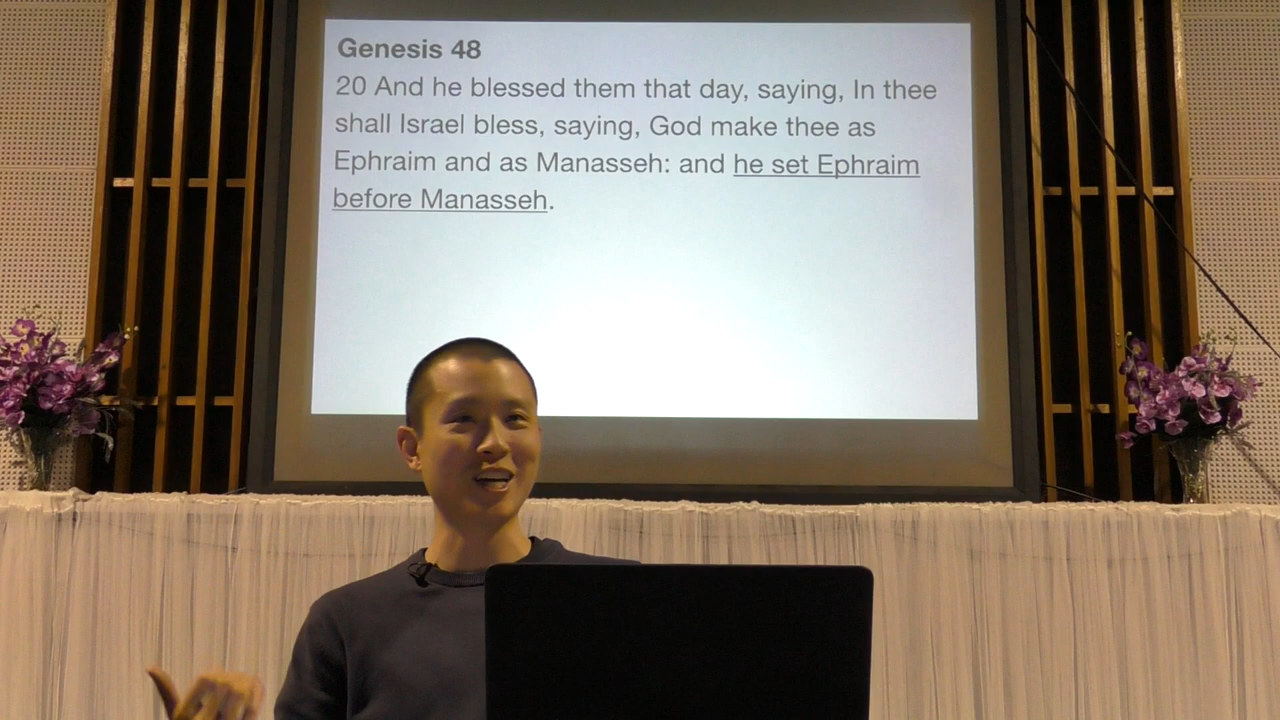 Genesis 48
20 And he blessed them that day, saying, In thee
shall Israel bless, saying, God make thee as
Ephraim and as Manasseh: and he set Ephraim
before Manasseh.